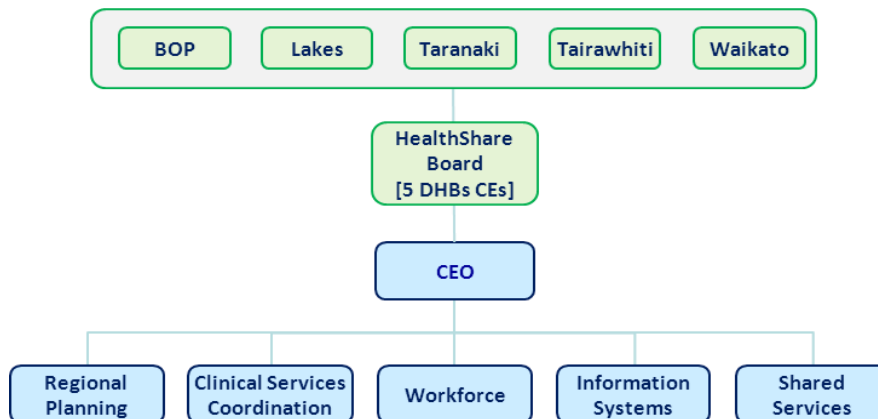 BOP
Lakes
Taranaki
Tairawhiti
Waikato
HealthShare
Board
[5 DHBs CEs]
CEO
Regional
Planning
Clinical Services
Coordination
Workforce
Information
Systems
Shared
Services